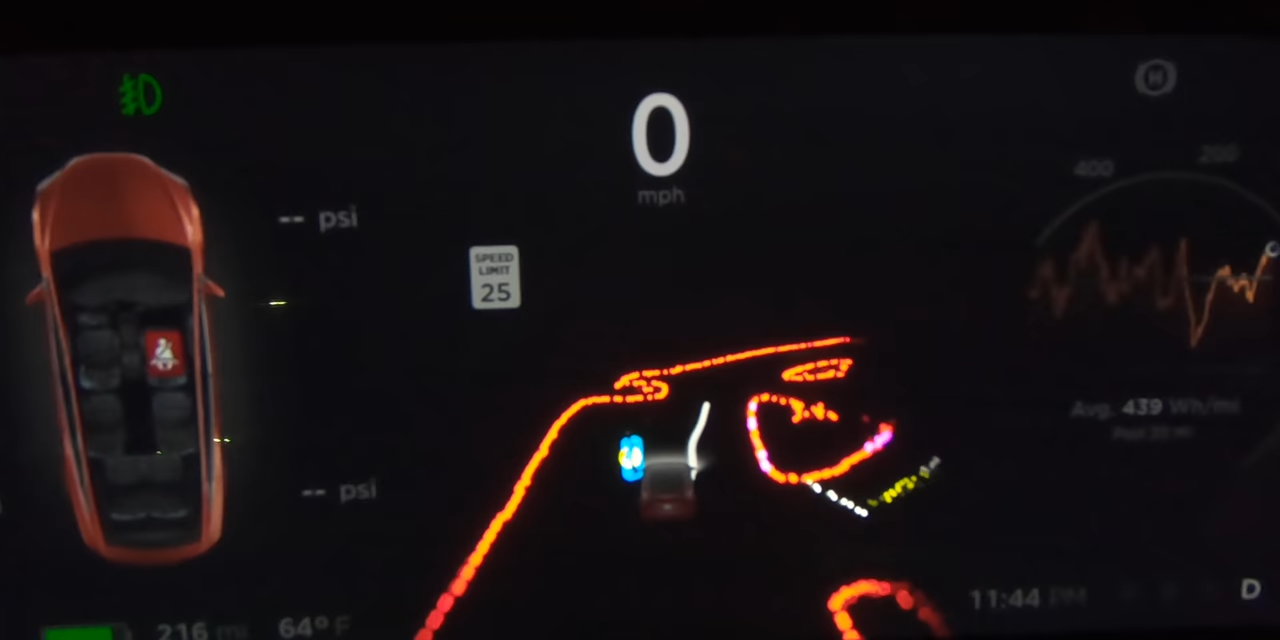 0
mph
H
400 200
-- psi
SPEED
LIMIT
25
Avg. 439 Wh/mi
-- psi
11:44 PM D
216 mi 64° F